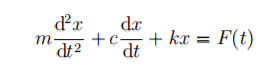 m d²x/dt² + c dx/dt + kx = F(t)